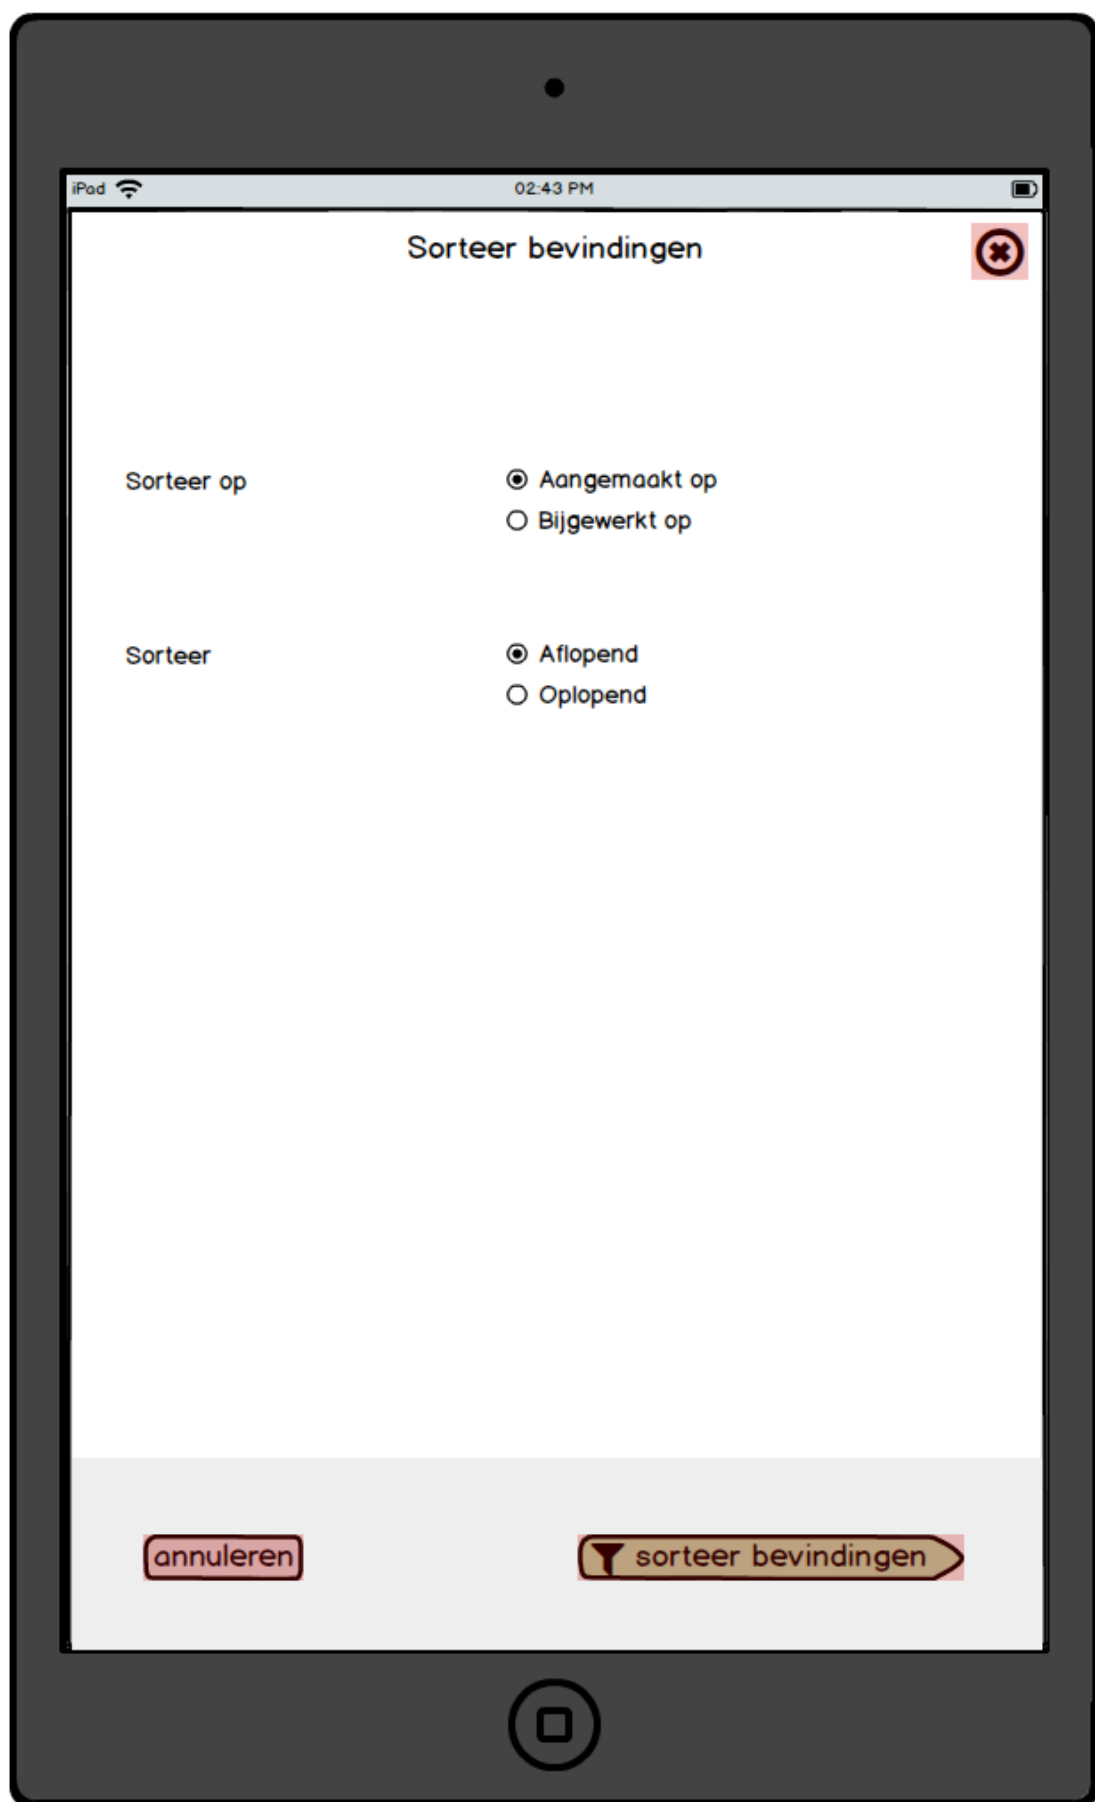 iPad 02:43 PM
Sorteer bevindingen
Sorteer op
Aangemaakt op
Bijgewerkt op
Sorteer
Aflopend
Oplopend
annuleren
sorteer bevindingen